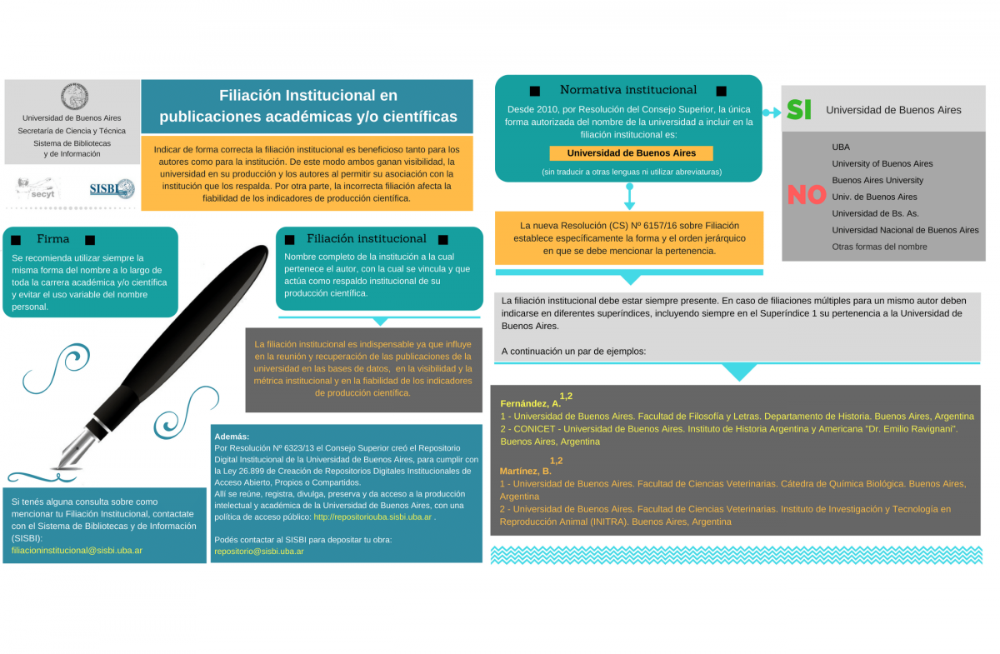 Universidad de Buenos Aires
Secretaría de Ciencia y Técnica
Sistema de Bibliotecas
y de Información
secyt
SISBI
Filiación Institucional en
publicaciones académicas y/o científicas
Indicar de forma correcta la filiación institucional es beneficioso tanto para los
autores como para la institución. De este modo ambos ganan visibilidad, la
universidad en su producción y los autores al permitir su asociación con la
institución que los respalda. Por otra parte, la incorrecta filiación afecta la
fiabilidad de los indicadores de producción científica.
Firma
Se recomienda utilizar siempre la
misma forma del nombre a lo largo de
toda la carrera académica y/o científica
y evitar el uso variable del nombre
personal.
Filiación institucional
Nombre completo de la institución a la cual
pertenece el autor, con la cual se vincula y que
actúa como respaldo institucional de su
producción científica.
La filiación institucional es indispensable ya que influye
en la reunión y recuperación de las publicaciones de la
universidad en las bases de datos, en la visibilidad y la
métrica institucional y en la fiabilidad de los indicadores
de producción científica.
Si tenés alguna consulta sobre como
mencionar tu Filiación Institucional, contactate
con el Sistema de Bibliotecas y de Información
(SISBI):
filiacioninstitucional@sisbi.uba.ar
Además:
Por Resolución Nº 6323/13 el Consejo Superior creó el Repositorio
Digital Institucional de la Universidad de Buenos Aires, para cumplir con
la Ley 26.899 de Creación de Repositorios Digitales Institucionales de
Acceso Abierto, Propios o Compartidos.
Allí se reúne, registra, divulga, preserva y da acceso a la producción
intelectual y académica de la Universidad de Buenos Aires, con una
política de acceso público: http://repositoriouba.sisbi.uba.ar .
Podés contactar al SISBI para depositar tu obra:
repositorio@sisbi.uba.ar
Normativa institucional
Desde 2010, por Resolución del Consejo Superior, la única
forma autorizada del nombre de la universidad a incluir en la
filiación institucional es:
Universidad de Buenos Aires
(sin traducir a otras lenguas ni utilizar abreviaturas)
SI
Universidad de Buenos Aires
NO
UBA
University of Buenos Aires
Buenos Aires University
Univ. de Buenos Aires
Universidad de Bs. As.
Universidad Nacional de Buenos Aires
Otras formas del nombre
La nueva Resolución (CS) Nº 6157/16 sobre Filiación
establece específicamente la forma y el orden jerárquico
en que se debe mencionar la pertenencia.
La filiación institucional debe estar siempre presente. En caso de filiaciones múltiples para un mismo autor deben
indicarse en diferentes superíndices, incluyendo siempre en el Superíndice 1 su pertenencia a la Universidad de
Buenos Aires.
A continuación un par de ejemplos:
Fernández, A.1,2
1 - Universidad de Buenos Aires. Facultad de Filosofía y Letras. Departamento de Historia. Buenos Aires, Argentina
2 - CONICET - Universidad de Buenos Aires. Instituto de Historia Argentina y Americana "Dr. Emilio Ravignani".
Buenos Aires, Argentina
Martínez, B.1,2
1 - Universidad de Buenos Aires. Facultad de Ciencias Veterinarias. Cátedra de Química Biológica. Buenos Aires,
Argentina
2 - Universidad de Buenos Aires. Facultad de Ciencias Veterinarias. Instituto de Investigación y Tecnología en
Reproducción Animal (INITRA). Buenos Aires, Argentina